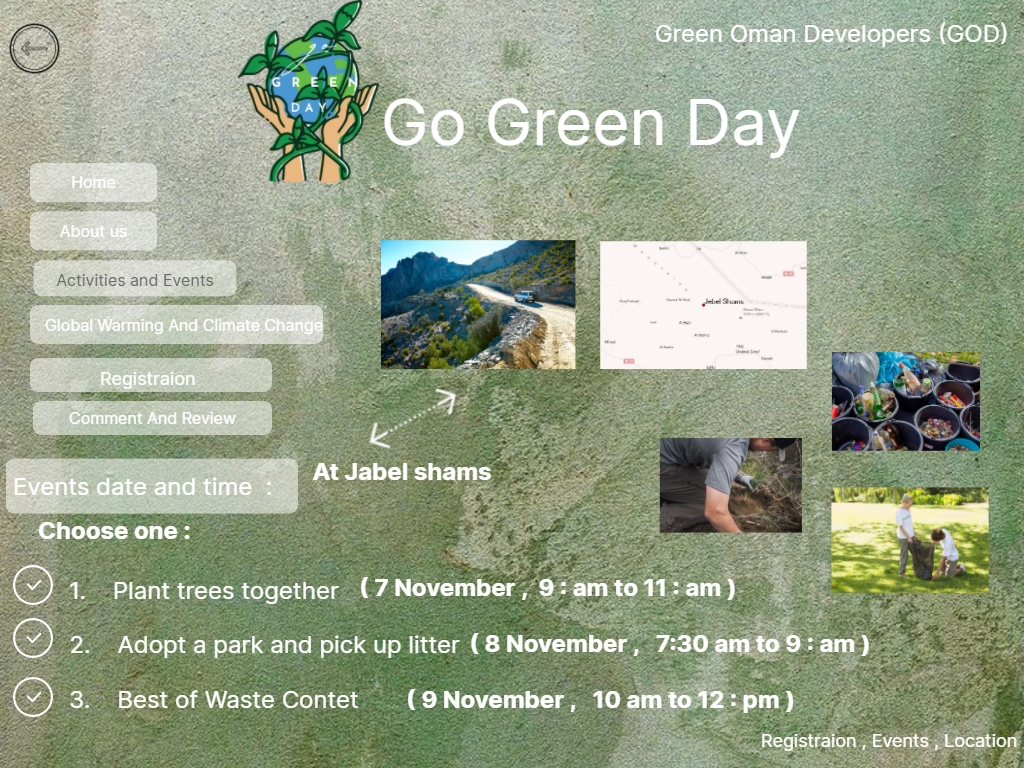 Green Oman Developers (GOD)
GREEN
DAY
Go Green Day
Home
About us
Activities and Events
Global Warming And Climate Change
Registraion
Comment And Review
Jebel Shams
At Jabel shams
Events date and time :
Choose one :
1. Plant trees together ( 7 November , 9 : am to 11 : am )
2. Adopt a park and pick up litter ( 8 November , 7:30 am to 9 : am )
3. Best of Waste Contet ( 9 November , 10 am to 12 : pm )
Registraion , Events , Location